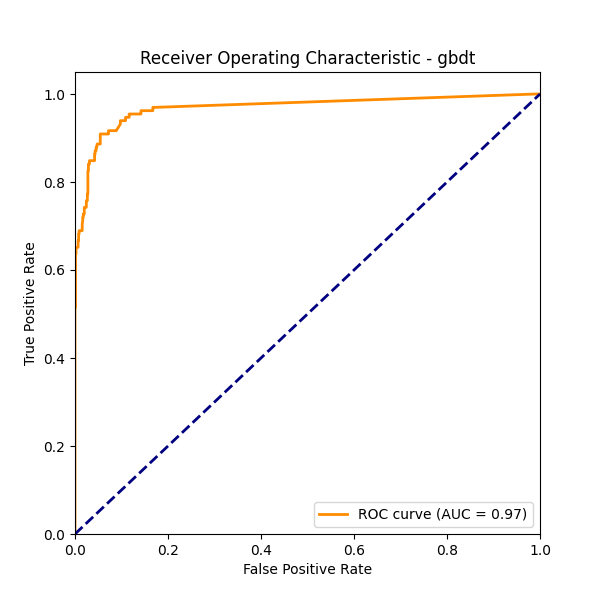 Receiver Operating Characteristic - gbdt
True Positive Rate
1.0
0.8
0.6
0.4
0.2
0.0
ROC curve (AUC = 0.97)
0.0 0.2 0.4 0.6 0.8 1.0
False Positive Rate